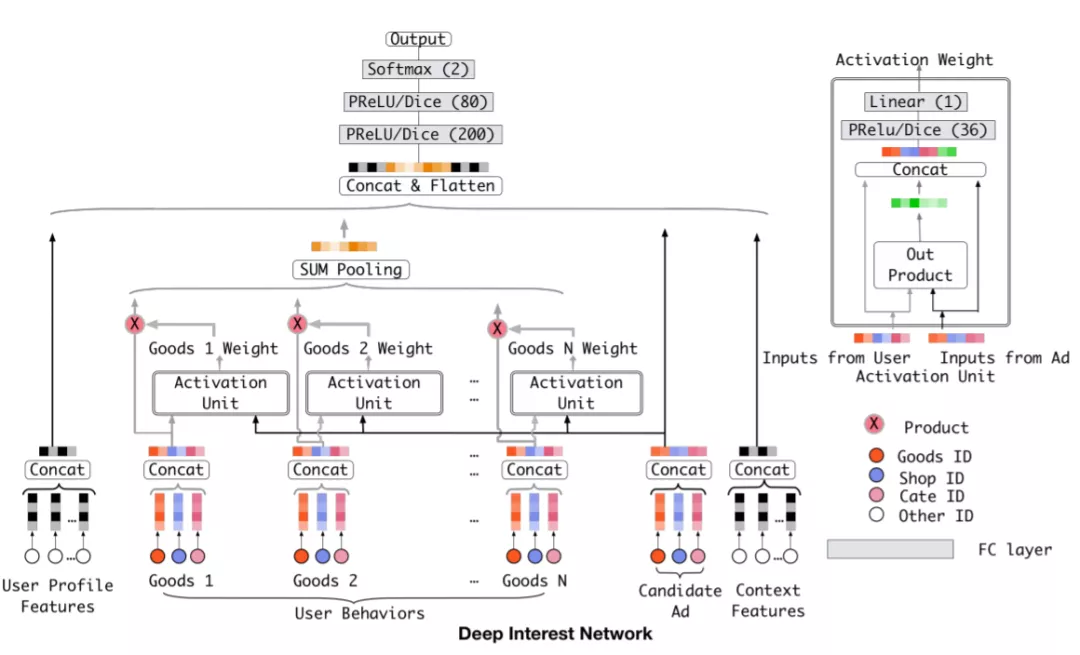 Output
Softmax (2)
PReLU/Dice (80)
PReLU/Dice (200)
Concat & Flatten
SUM Pooling
X
X
X
Goods 1 Weight
Goods 2 Weight
Goods N Weight
Activation
Unit
Activation
Unit
...
...
Activation
Unit
Concat
Concat
Concat
...
...
Concat
Concat
Concat
...
...
...
...
...
User Profile
Features
Goods 1
Goods 2
...
Goods N
User Behaviors
Candidate
Ad
Context
Features
Deep Interest Network
Activation Weight
Linear (1)
PRelu/Dice (36)
Concat
Out
Product
Inputs from User
Inputs from Ad
Activation Unit
X
Product
Goods ID
Shop ID
Cate ID
Other ID
FC layer